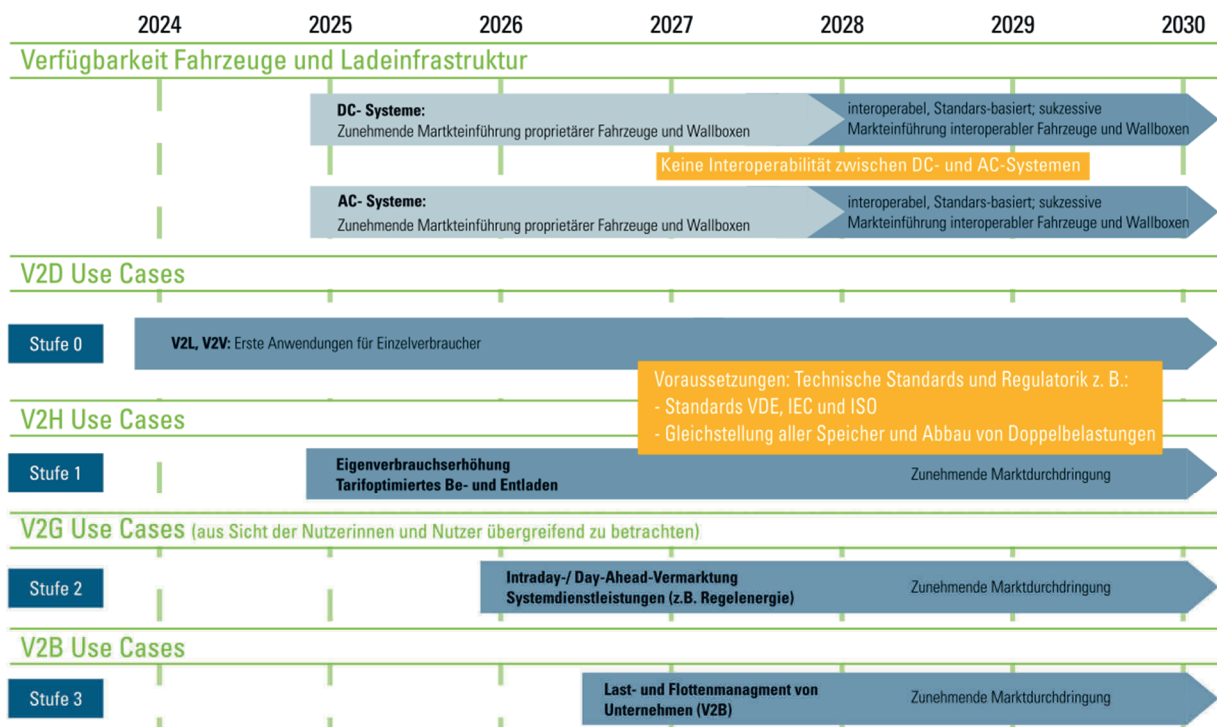 2024 2025 2026 2027 2028 2029 2030
Verfügbarkeit Fahrzeuge und Ladeinfrastruktur
DC- Systeme:
Zunehmende Martkteinführung proprietärer Fahrzeuge und Wallboxen
interoperabel, Standars-basiert; sukzessive
Markteinführung interoperabler Fahrzeuge und Wallboxen
Keine Interoperabilität zwischen DC- und AC-Systemen
AC- Systeme:
Zunehmende Martkteinführung proprietärer Fahrzeuge und Wallboxen
interoperabel, Standars-basiert; sukzessive
Markteinführung interoperabler Fahrzeuge und Wallboxen
V2D Use Cases
Stufe 0
V2L, V2V: Erste Anwendungen für Einzelverbraucher
Voraussetzungen: Technische Standards und Regulatorik z. B.:
- Standards VDE, IEC und ISO
- Gleichstellung aller Speicher und Abbau von Doppelbelastungen
V2H Use Cases
Stufe 1
Eigenverbrauchserhöhung
Tarifoptimiertes Be- und Entladen
Zunehmende Marktdurchdringung
V2G Use Cases (aus Sicht der Nutzerinnen und Nutzer übergreifend zu betrachten)
Stufe 2
Intraday-/ Day-Ahead-Vermarktung
Systemdienstleistungen (z.B. Regelenergie)
Zunehmende Marktdurchdringung
V2B Use Cases
Stufe 3
Last- und Flottenmanagment von
Unternehmen (V2B)
Zunehmende Marktdurchdringung